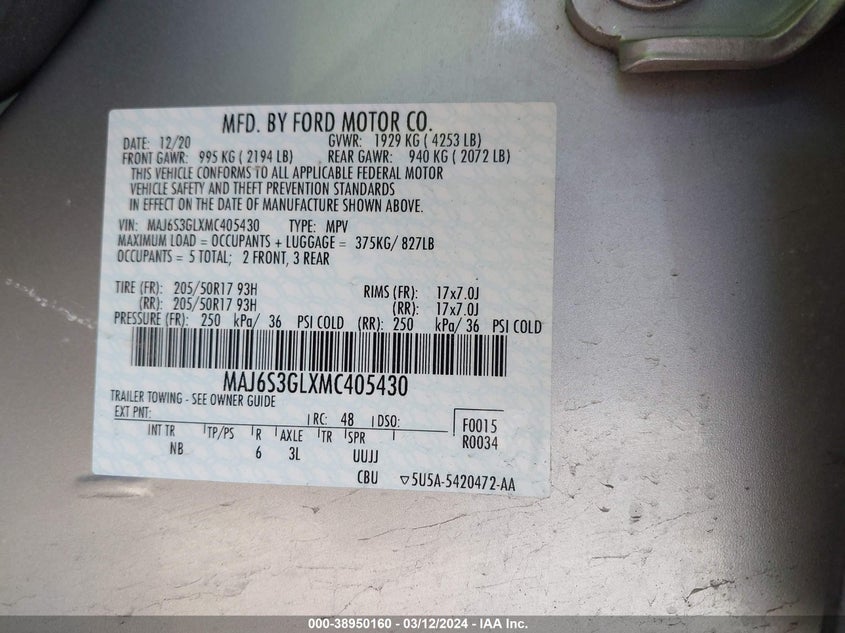 MFD. BY FORD MOTOR CO.
DATE: 12/20 GVWR: 1929 KG ( 4253 LB)
FRONT GAWR: 995 KG ( 2194 LB) REAR GAWR: 940 KG ( 2072 LB)
THIS VEHICLE CONFORMS TO ALL APPLICABLE FEDERAL MOTOR
VEHICLE SAFETY AND THEFT PREVENTION STANDARDS
IN EFFECT ON THE DATE OF MANUFACTURE SHOWN ABOVE.
VIN: MAJ6S3GLXMC405430 TYPE: MPV
MAXIMUM LOAD = OCCUPANTS + LUGGAGE = 375KG/ 827LB
OCCUPANTS = 5 TOTAL; 2 FRONT, 3 REAR
TIRE (FR): 205/50R17 93H RIMS (FR): 17x7.0J
(RR): 205/50R17 93H (RR): 17x7.0J
PRESSURE (FR): 250 kPa/ 36 PSI COLD (RR): 250 kPa/ 36 PSI COLD
MAJ6S3GLXMC405430
TRAILER TOWING - SEE OWNER GUIDE
EXT PNT: RC: 48 DSO: F0015
R0034
INT TR TP/PS R AXLE TR SPR
NB 6 3L UUJJ
CBU ▽5U5A-5420472-AA
000-38950160 - 03/12/2024 - IAA Inc.